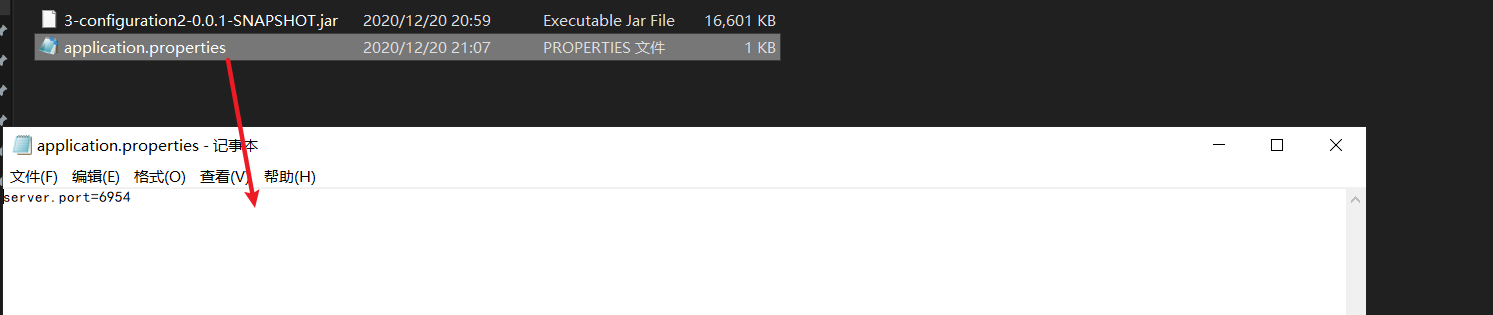 3-configuration2-0.0.1-SNAPSHOT.jar 2020/12/20 20:59 Executable Jar File 16,601 KB
application.properties 2020/12/20 21:07 PROPERTIES 文件 1 KB
application.properties - 记事本
文件(F) 编辑(E) 格式(O) 查看(V) 帮助(H)
server.port=6954